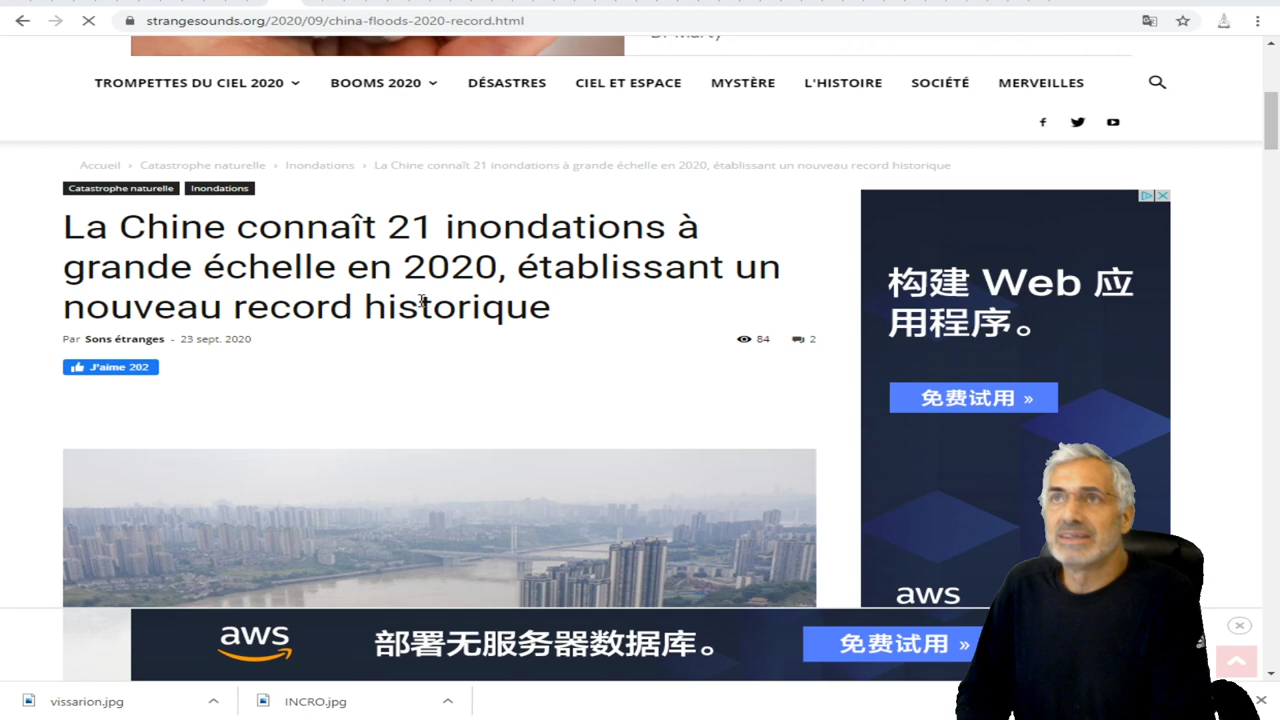 strangesounds.org/2020/09/china-floods-2020-record.html
TROMPETTES DU CIEL 2020 BOOMS 2020 DÉSASTRES CIEL ET ESPACE MYSTÈRE L'HISTOIRE SOCIÉTÉ MERVEILLES
Accueil › Catastrophe naturelle › Inondations › La Chine connaît 21 inondations à grande échelle en 2020, établissant un nouveau record historique
Catastrophe naturelle Inondations
La Chine connaît 21 inondations à
grande échelle en 2020, établissant un
nouveau record historique
Par Sons étranges - 23 sept. 2020 84 2
J'aime 202
构建 Web 应
用程序。
免费试用 »
aws
aws 部署无服务器数据库。 免费试用 »
vissarion.jpg INCRO.jpg